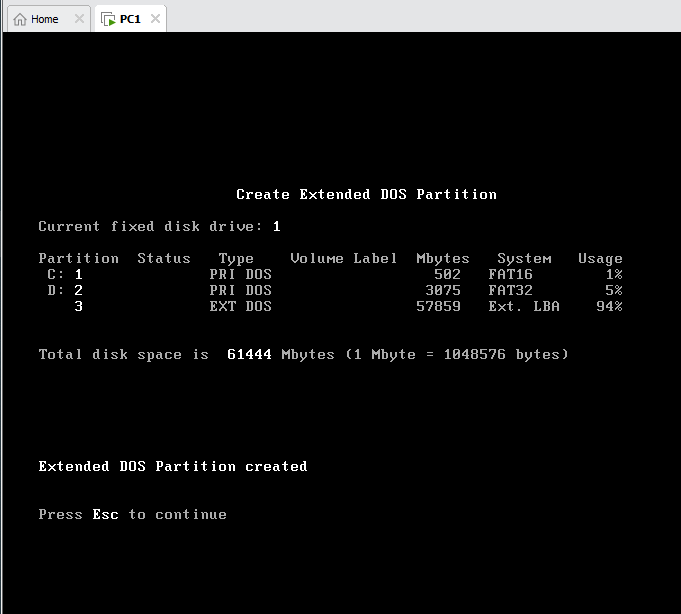 Home PC1
Create Extended DOS Partition
Current fixed disk drive: 1
Partition Status Type Volume Label Mbytes System Usage
C: 1 PRI DOS 502 FAT16 1%
D: 2 PRI DOS 3075 FAT32 5%
3 EXT DOS 57859 Ext. LBA 94%
Total disk space is 61444 Mbytes (1 Mbyte = 1048576 bytes)
Extended DOS Partition created
Press Esc to continue